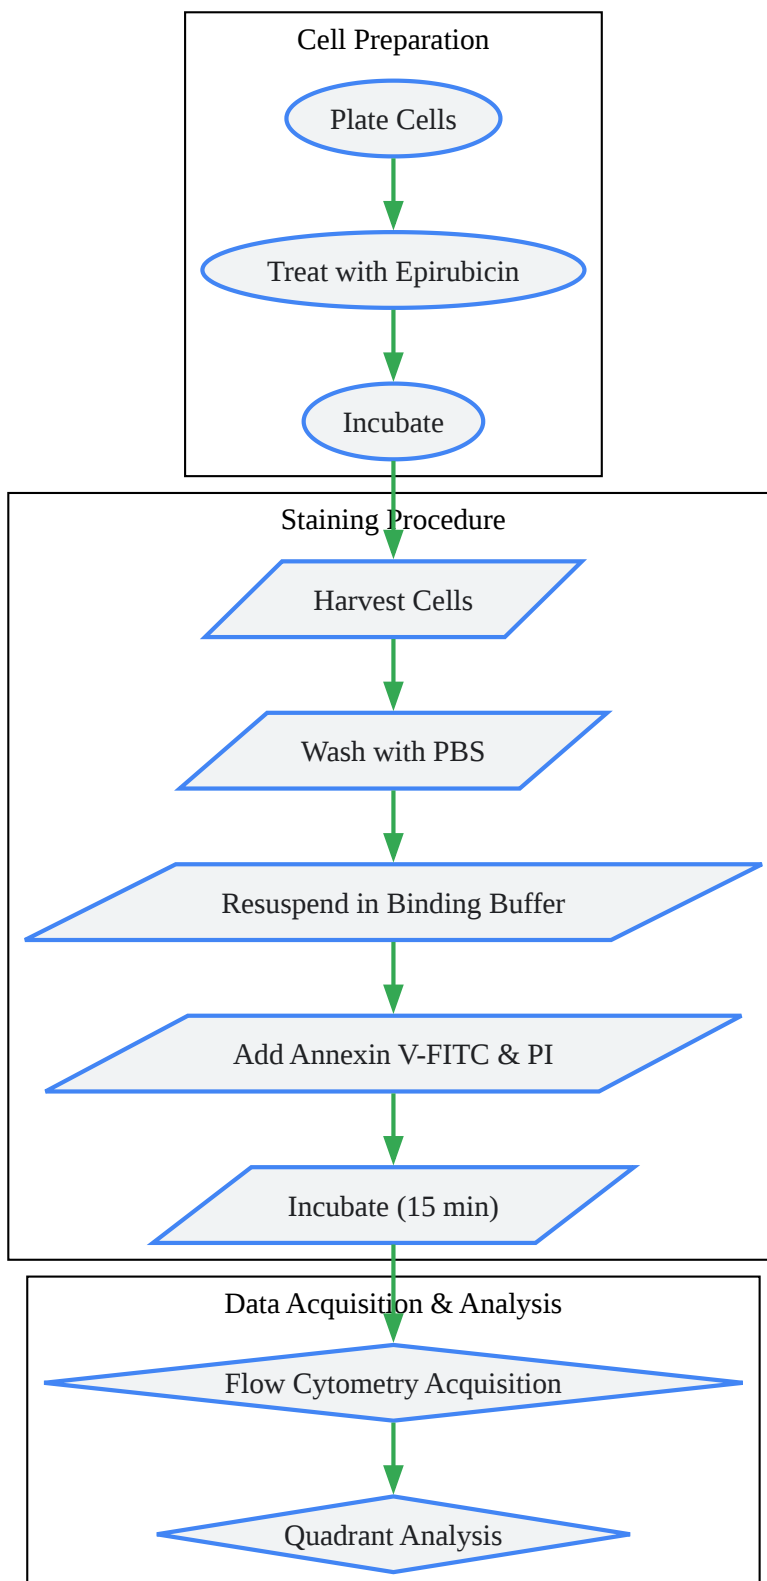 Cell Preparation
Plate Cells
Treat with Epirubicin
Incubate
Staining Procedure
Harvest Cells
Wash with PBS
Resuspend in Binding Buffer
Add Annexin V-FITC & PI
Incubate (15 min)
Data Acquisition & Analysis
Flow Cytometry Acquisition
Quadrant Analysis